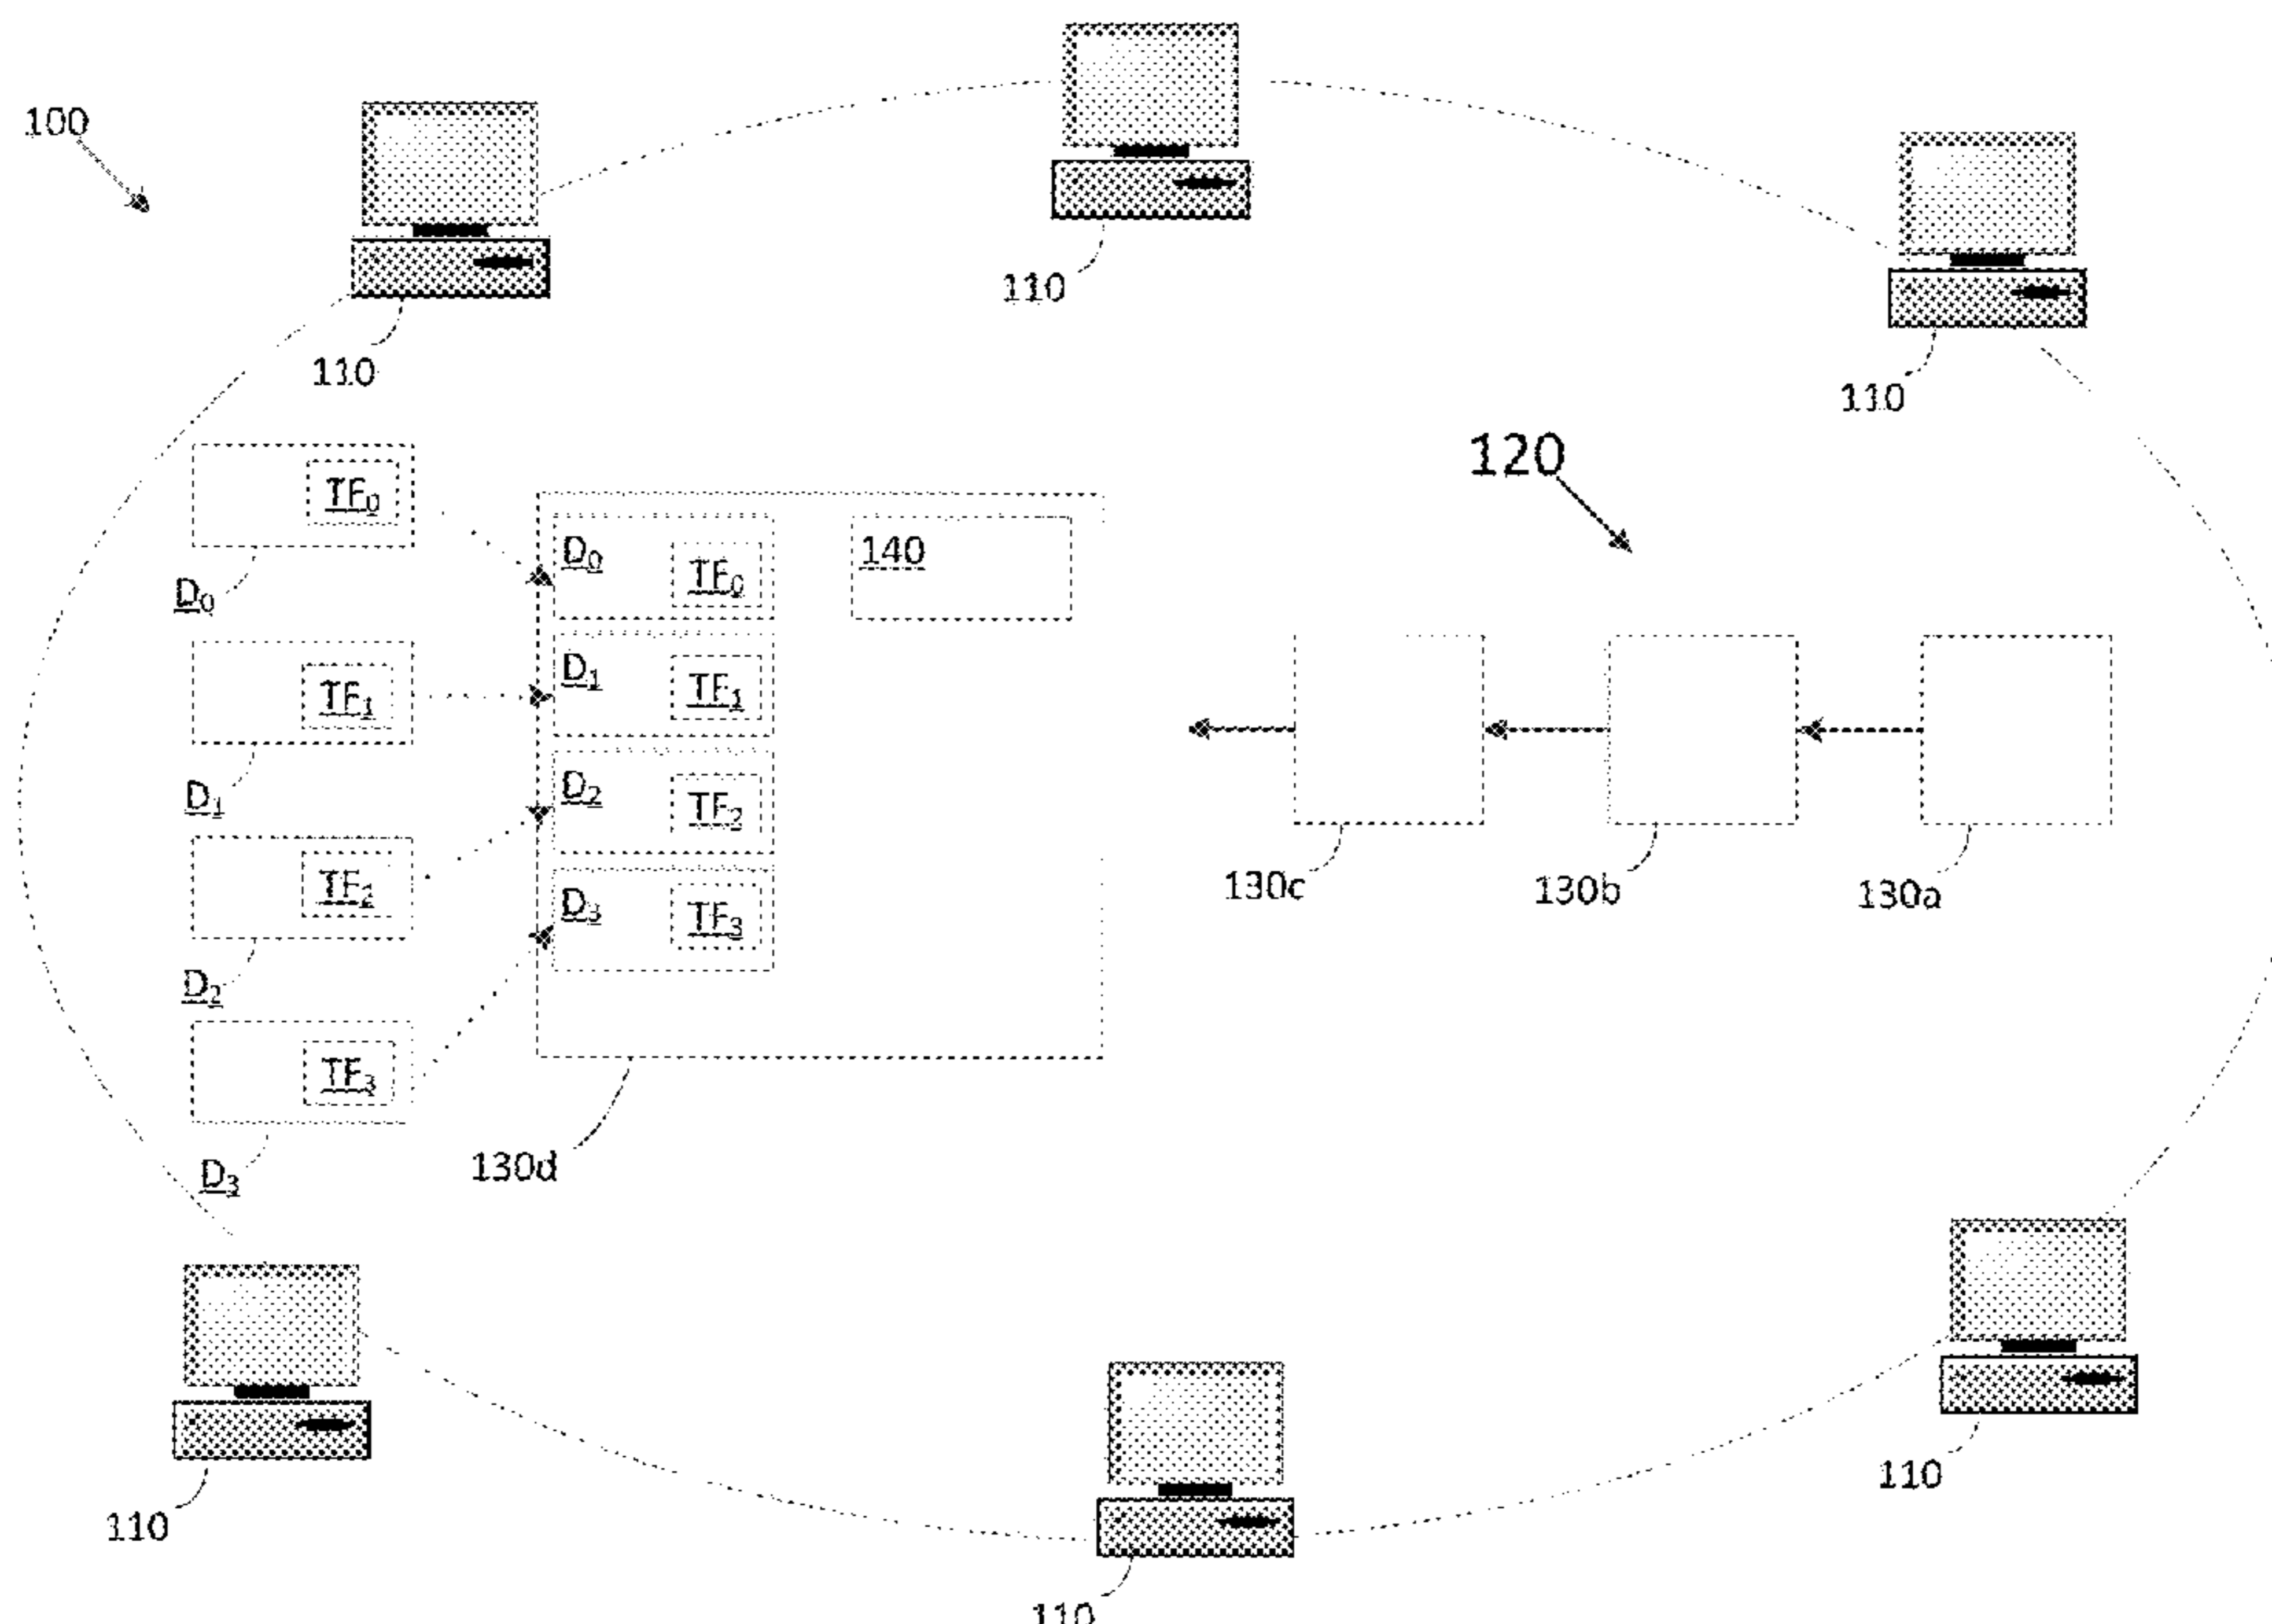 100
110
110
110
120
TF₀
D₀
TF₁
D₁
TF₂
D₂
TF₃
D₃
D₀ TF₀
140
D₁ TF₁
D₂ TF₂
D₃ TF₃
130d
130c
130b
130a
110
110
110